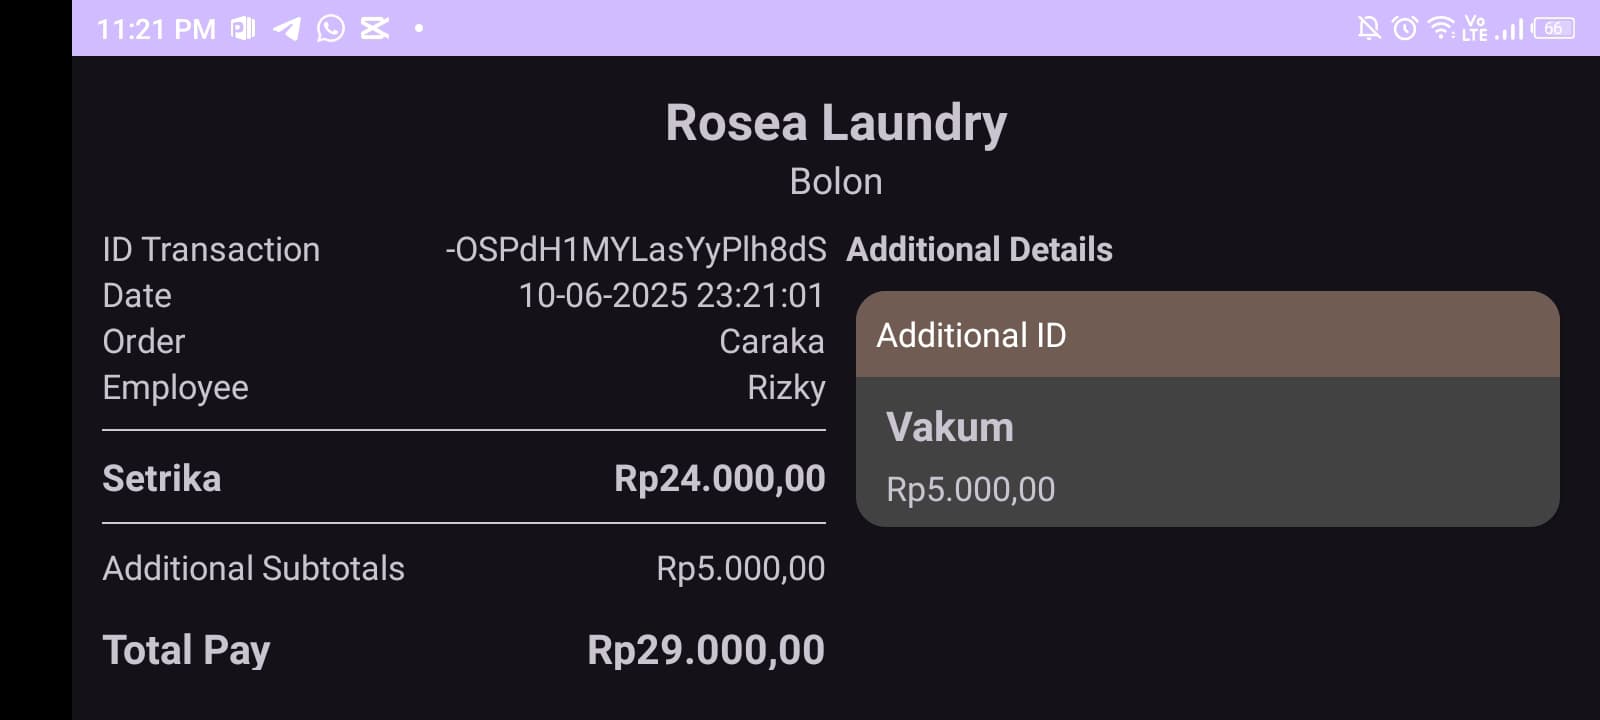 11:21 PM
Vo LTE 66
Rosea Laundry
Bolon
ID Transaction -OSPdH1MYLasYyPlh8dS
Date 10-06-2025 23:21:01
Order Caraka
Employee Rizky
Setrika Rp24.000,00
Additional Subtotals Rp5.000,00
Total Pay Rp29.000,00
Additional Details
Additional ID
Vakum
Rp5.000,00